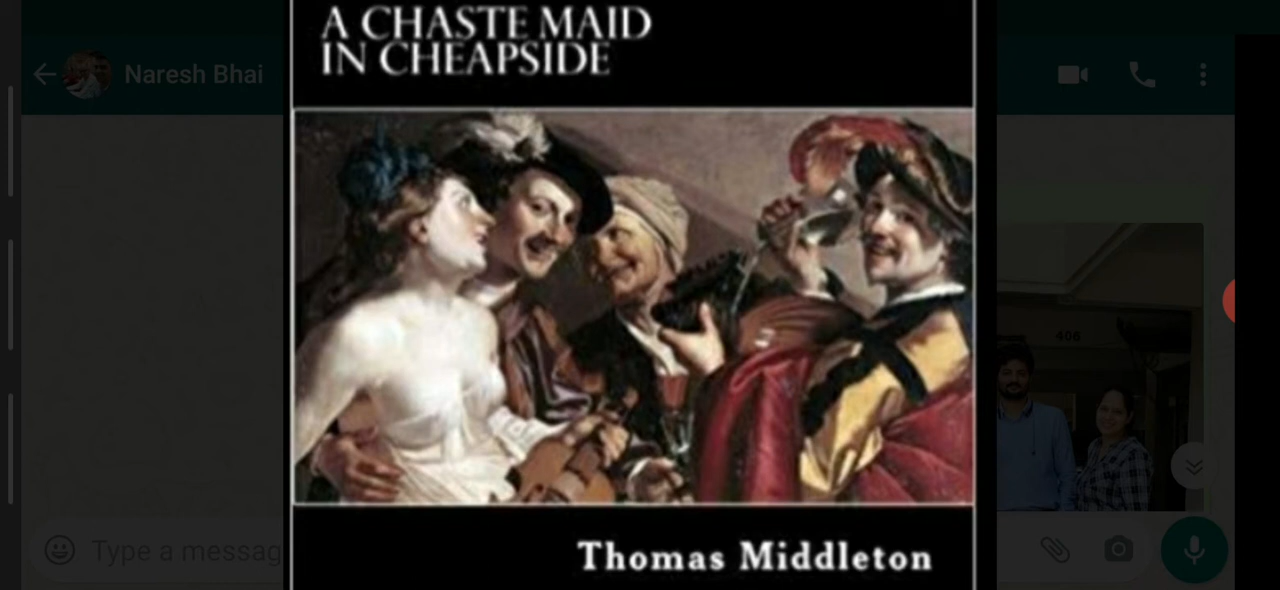 A CHASTE MAID
IN CHEAPSIDE
Naresh Bhai
406
Type a messag
Thomas Middleton